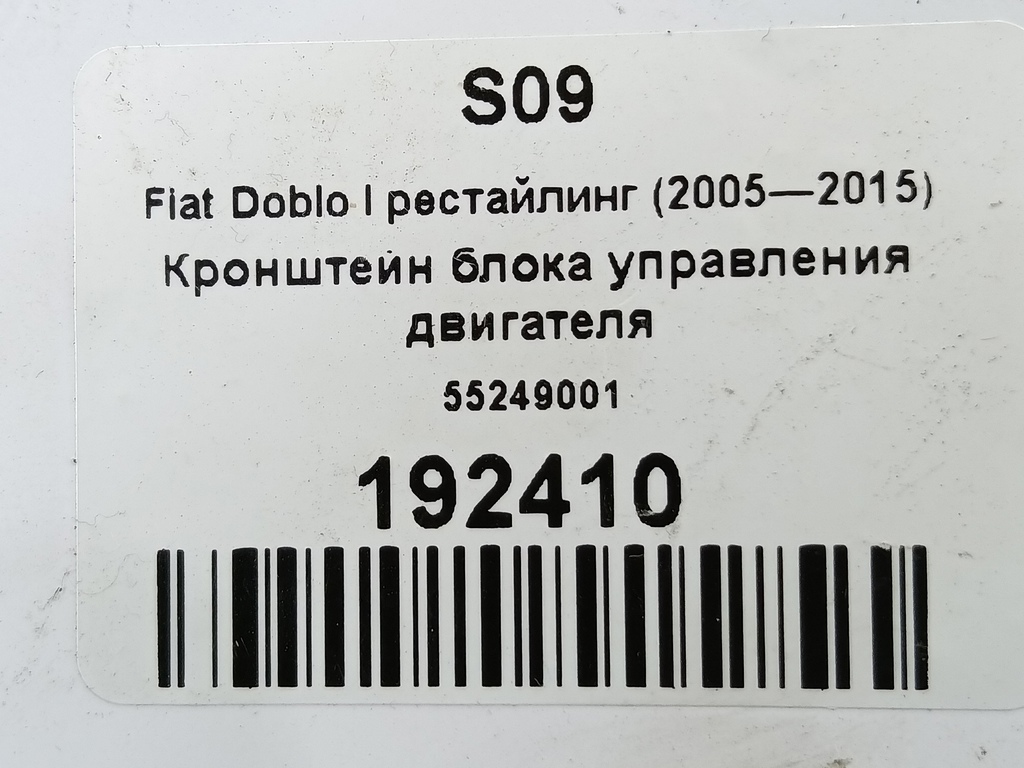 S09
Fiat Doblo I рестайлинг (2005—2015)
Кронштейн блока управления
двигателя
55249001
192410